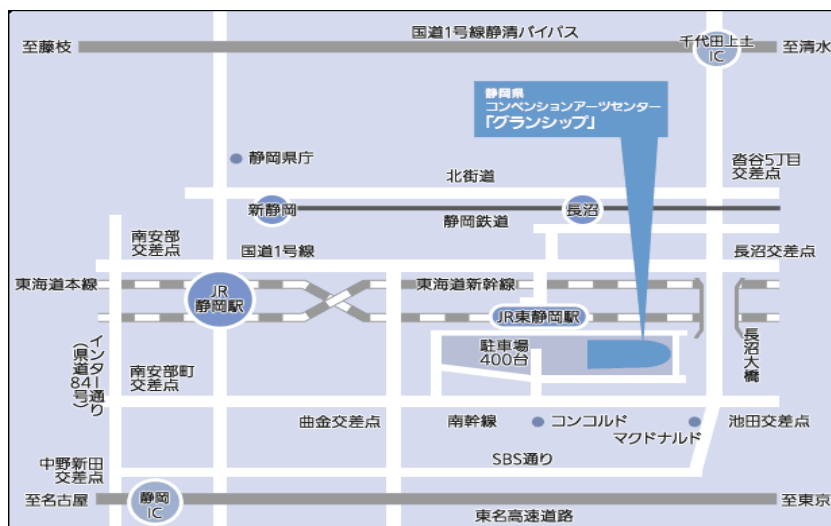 国道1号線静清バイパス
至藤枝
千代田上土
IC
至清水
静岡県
コンベンションアーツセンター
「グランシップ」
静岡県庁
北街道
沓谷5丁目
交差点
新静岡
長沼
静岡鉄道
南安部
交差点
国道1号線
長沼交差点
東海道本線
JR
静岡駅
東海道新幹線
JR東静岡駅
インター通り
(県道84号)
駐車場
400台
長沼大橋
南安部町
交差点
曲金交差点
南幹線
コンコルド
マクドナルド
池田交差点
中野新田
交差点
SBS通り
至名古屋
静岡
IC
東名高速道路
至東京